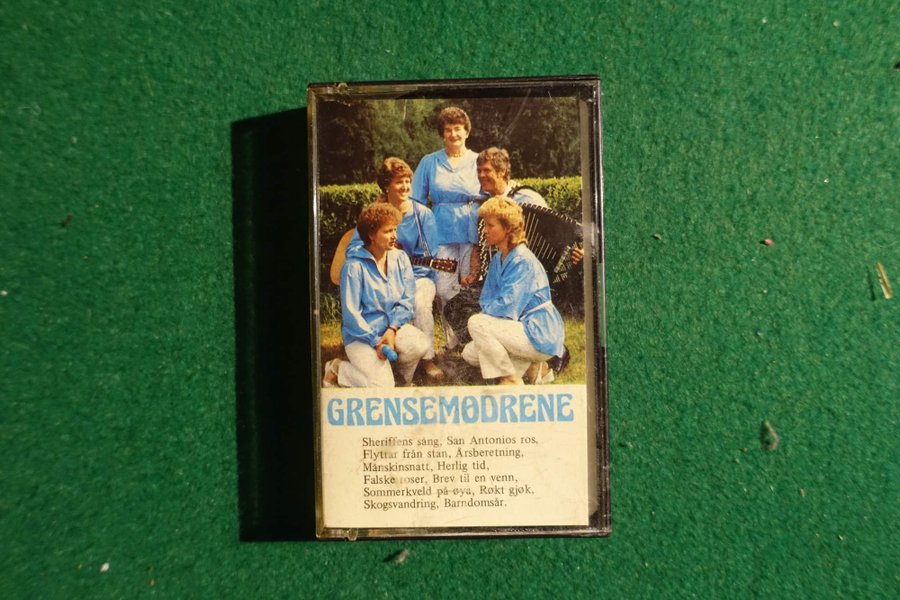 GRENSEMØDRENE
Sheriffens sang, San Antonios ros,
Flyttar från stan, Årsberetning,
Månskinsnatt, Herlig tid,
Falske roser, Brev til en venn,
Sommerkveld på øya, Røkt gjøk,
Skogsvandring, Barndomsår.